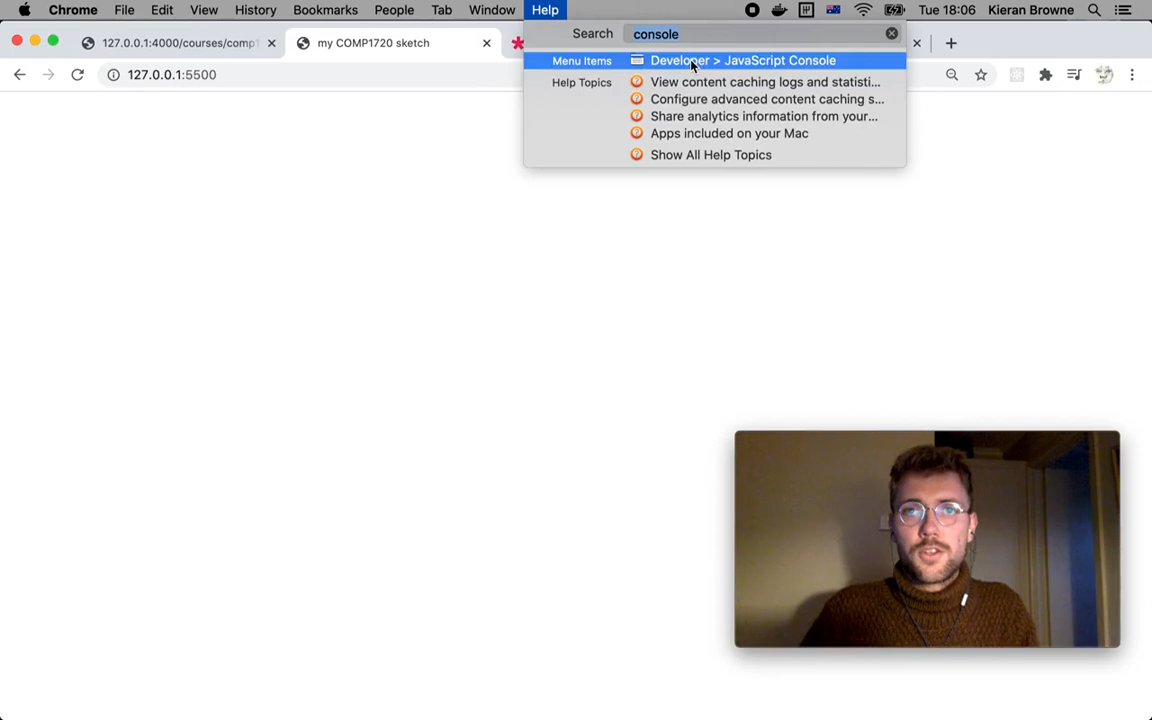 Chrome File Edit View History Bookmarks People Tab Window Help Tue 18:06 Kieran Browne
Search console
127.0.0.1:4000/courses/comp1 my COMP1720 sketch
Menu Items Developer > JavaScript Console
127.0.0.1:5500
Help Topics View content caching logs and statisti...
Configure advanced content caching s...
Share analytics information from your...
Apps included on your Mac
Show All Help Topics